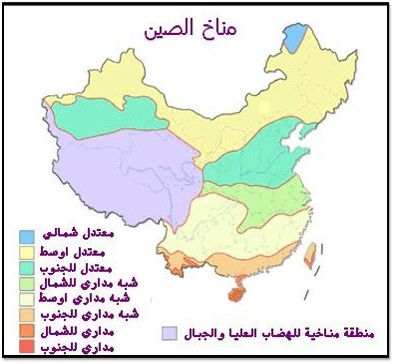 مناخ الصين
معتدل شمالي
معتدل اوسط
معتدل للجنوب
شبه مداري للشمال
شبه مداري اوسط
شبه مداري للجنوب
مداري للشمال
مداري للجنوب
منطقة مناخية للهضاب العليا والجبال